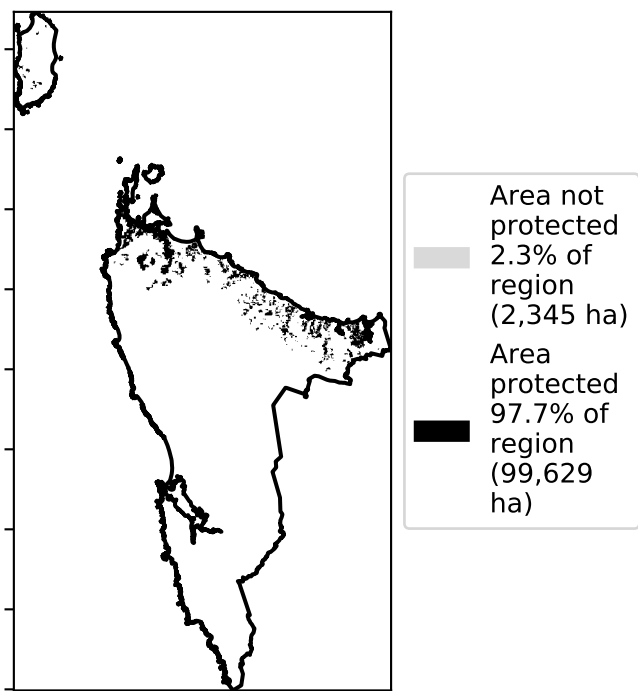 Area not
protected
2.3% of
region
(2,345 ha)
Area
protected
97.7% of
region
(99,629
ha)